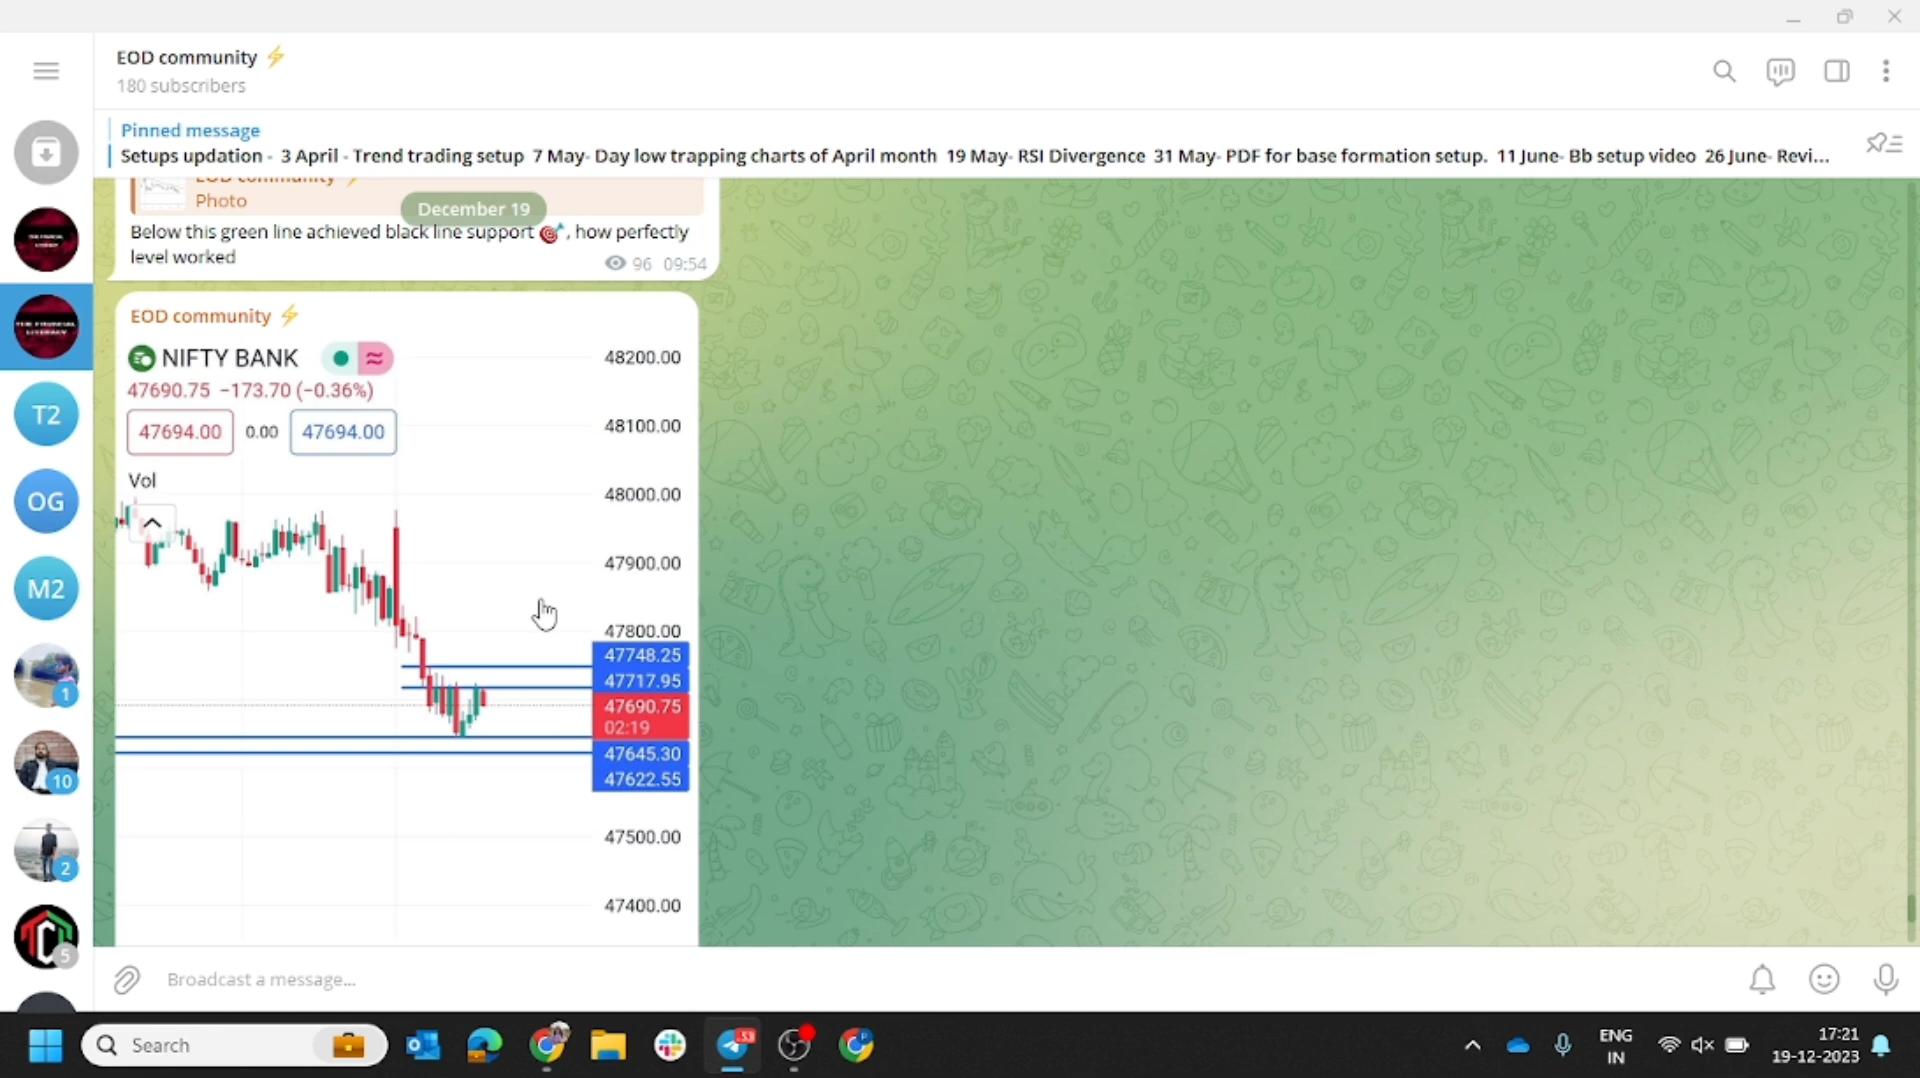 EOD community ⚡
180 subscribers
Pinned message
Setups updation - 3 April - Trend trading setup 7 May- Day low trapping charts of April month 19 May- RSI Divergence 31 May- PDF for base formation setup. 11 June- Bb setup video 26 June- Revi...
EOD community ⚡
Photo
December 19
Below this green line achieved black line support 🎯, how perfectly
level worked
96 09:54
EOD community ⚡
NIFTY BANK
47690.75 −173.70 (−0.36%)
47694.00 0.00 47694.00
Vol
48200.00
48100.00
48000.00
47900.00
47800.00
47748.25
47717.95
47690.75
02:19
47645.30
47622.55
47500.00
47400.00
T2
OG
M2
1
10
2
5
Broadcast a message...
Search
53
ENG
IN
17:21
19-12-2023